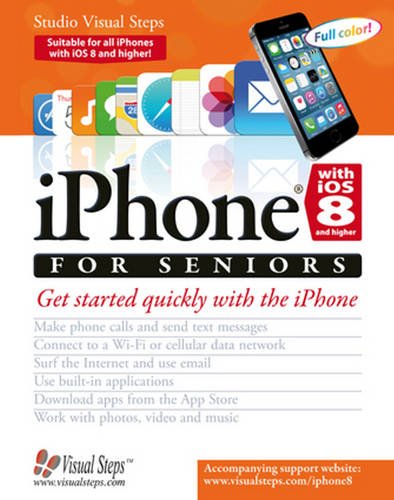 Studio Visual Steps
Suitable for all iPhones
with iOS 8 and higher!
Full color!
iPhone®
with
iOS
8
and higher
FOR SENIORS
Get started quickly with the iPhone
Make phone calls and send text messages
Connect to a Wi-Fi or cellular data network
Surf the Internet and use email
Use built-in applications
Download apps from the App Store
Work with photos, video and music
Visual Steps™
www.visualsteps.com
Accompanying support website:
www.visualsteps.com/iphone8